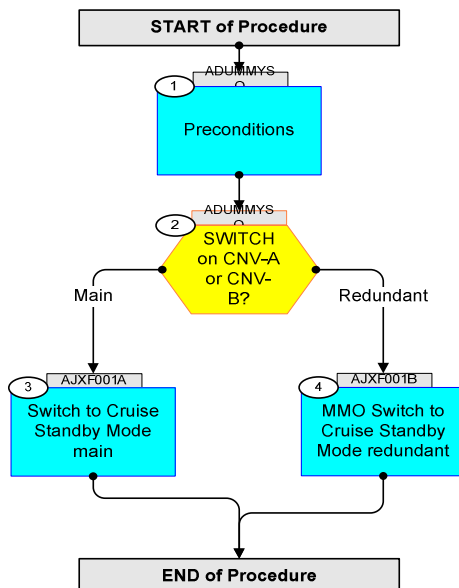 START of Procedure
ADUMMYS
O
1
Preconditions
ADUMMYS
O
2
SWITCH
on CNV-A
or CNV-
B?
Main
Redundant
AJXF001A
3
Switch to Cruise
Standby Mode
main
AJXF001B
4
MMO Switch to
Cruise Standby
Mode redundant
END of Procedure